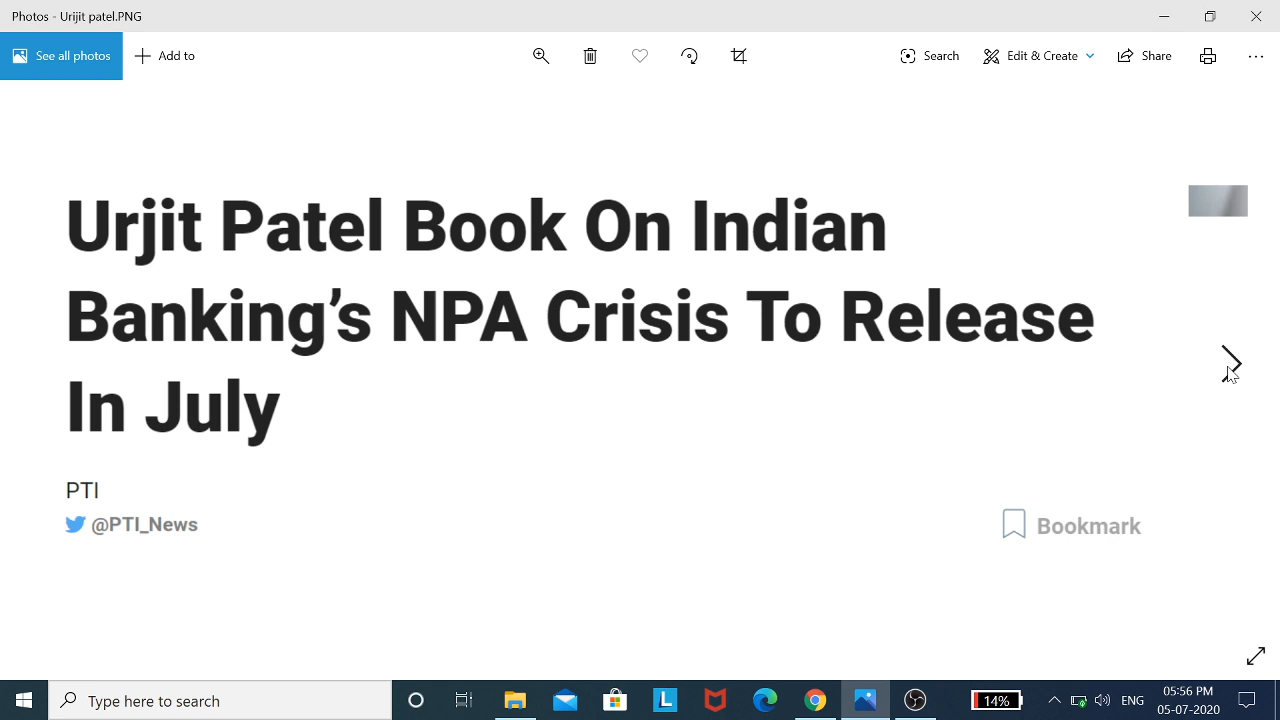 Photos - Urijit patel.PNG
See all photos
Add to
Search
Edit & Create
Share
Urjit Patel Book On Indian
Banking’s NPA Crisis To Release
In July
PTI
@PTI_News
Bookmark
Type here to search
L
14%
ENG
05:56 PM
05-07-2020